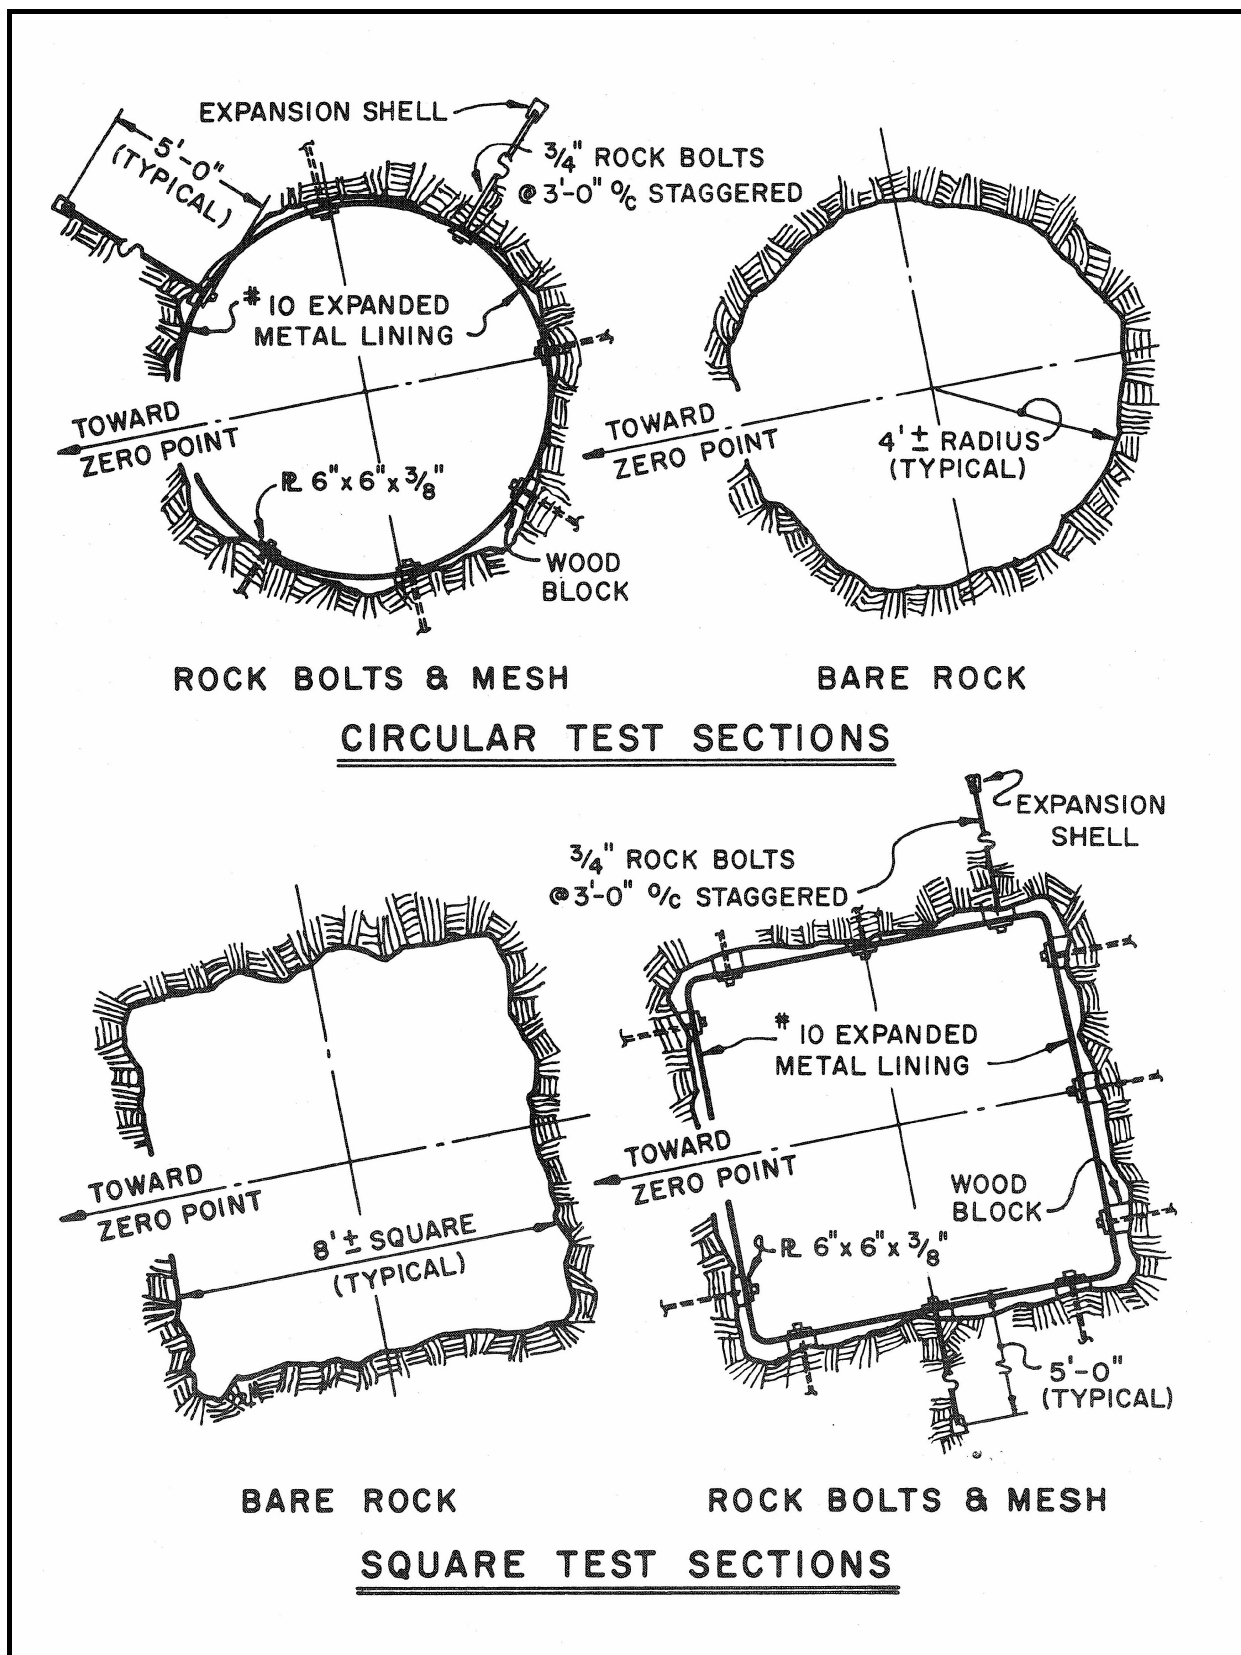 EXPANSION SHELL
5'-0"
(TYPICAL)
3/4" ROCK BOLTS
@ 3'-0" o/c STAGGERED
#10 EXPANDED
METAL LINING
TOWARD
ZERO POINT
PL 6" x 6" x 3/8"
WOOD
BLOCK
ROCK BOLTS & MESH
TOWARD
ZERO POINT
4' ± RADIUS
(TYPICAL)
BARE ROCK
CIRCULAR TEST SECTIONS
TOWARD
ZERO POINT
8' ± SQUARE
(TYPICAL)
BARE ROCK
EXPANSION
SHELL
3/4" ROCK BOLTS
@ 3'-0" o/c STAGGERED
#10 EXPANDED
METAL LINING
TOWARD
ZERO POINT
WOOD
BLOCK
PL 6" x 6" x 3/8"
5'-0"
(TYPICAL)
ROCK BOLTS & MESH
SQUARE TEST SECTIONS